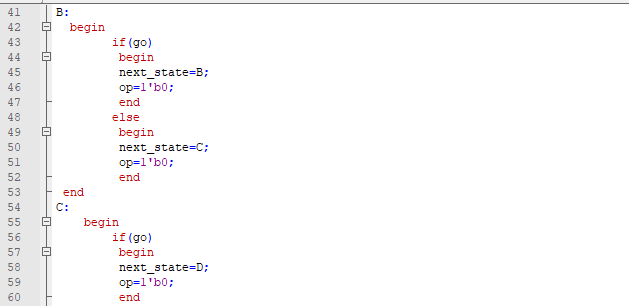 41 B:
42 begin
43 if(go)
44 begin
45 next_state=B;
46 op=1'b0;
47 end
48 else
49 begin
50 next_state=C;
51 op=1'b0;
52 end
53 end
54 C:
55 begin
56 if(go)
57 begin
58 next_state=D;
59 op=1'b0;
60 end